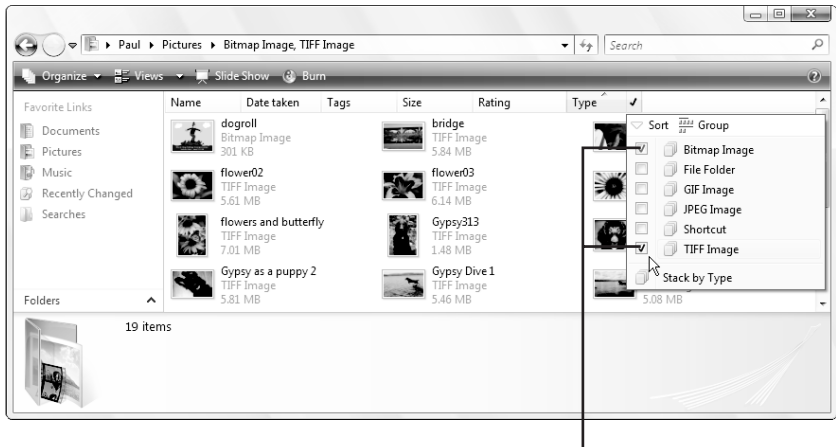 Paul ▸ Pictures ▸ Bitmap Image, TIFF Image
Search
Organize Views Slide Show Burn
Favorite Links
Documents
Pictures
Music
Recently Changed
Searches
Folders
Name Date taken Tags Size Rating Type
dogroll
Bitmap Image
301 KB
bridge
TIFF Image
5.84 MB
flower02
TIFF Image
5.61 MB
flower03
TIFF Image
6.14 MB
flowers and butterfly
TIFF Image
7.01 MB
Gypsy313
TIFF Image
1.48 MB
Gypsy as a puppy 2
TIFF Image
5.81 MB
Gypsy Dive 1
TIFF Image
5.46 MB
5.08 MB
Sort Group
Bitmap Image
File Folder
GIF Image
JPEG Image
Shortcut
TIFF Image
Stack by Type
19 items